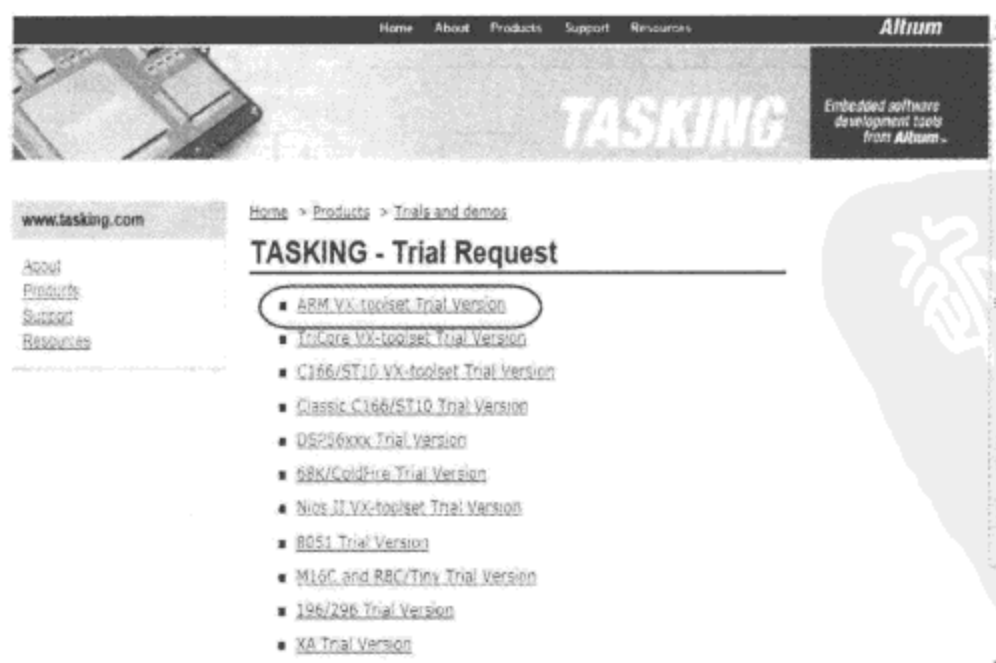 Home About Products Support Resources Altium
TASKING
Embedded software
development tools
from Altium
www.tasking.com
About
Products
Support
Resources
Home > Products > Trials and demos
TASKING - Trial Request
ARM VX-toolset Trial Version
TriCore VX-toolset Trial Version
C166/ST10 VX-toolset Trial Version
Classic C166/ST10 Trial Version
DSP56xxx Trial Version
68K/ColdFire Trial Version
Nios II VX-toolset Trial Version
8051 Trial Version
M16C and R8C/Tiny Trial Version
196/296 Trial Version
XA Trial Version